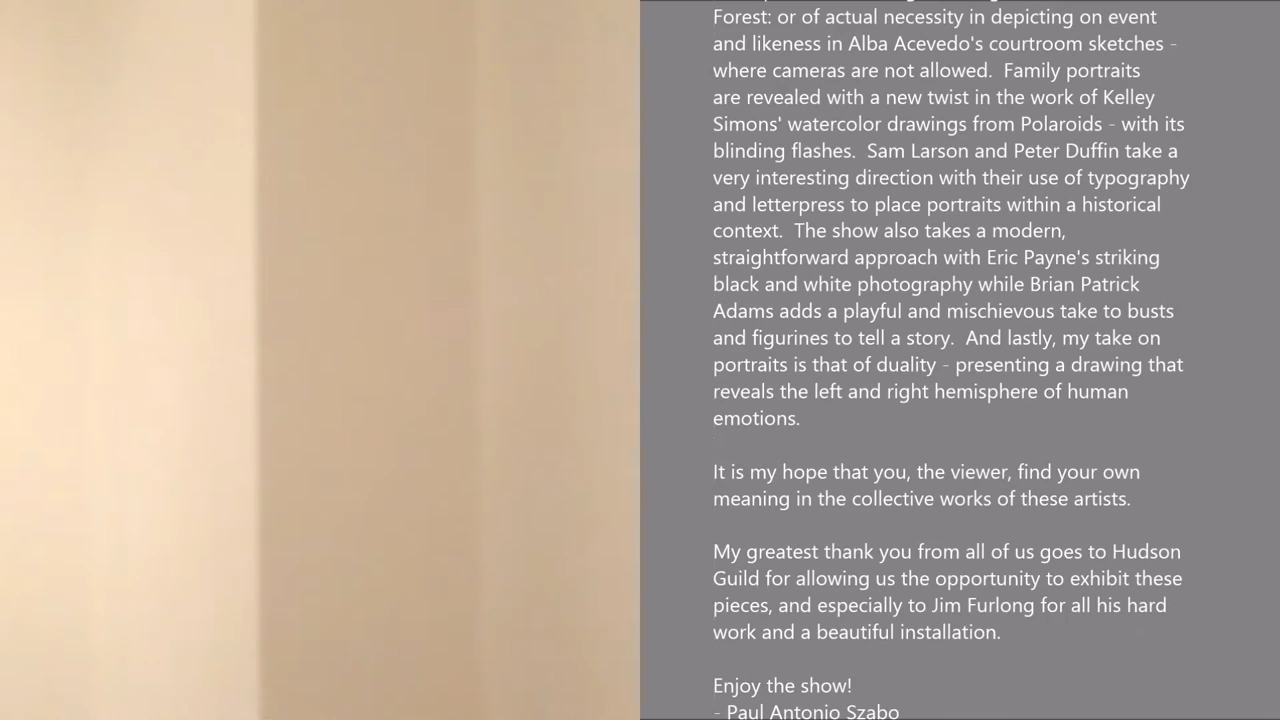 Forest: or of actual necessity in depicting on event
and likeness in Alba Acevedo's courtroom sketches -
where cameras are not allowed.  Family portraits
are revealed with a new twist in the work of Kelley
Simons' watercolor drawings from Polaroids - with its
blinding flashes.  Sam Larson and Peter Duffin take a
very interesting direction with their use of typography
and letterpress to place portraits within a historical
context.  The show also takes a modern,
straightforward approach with Eric Payne's striking
black and white photography while Brian Patrick
Adams adds a playful and mischievous take to busts
and figurines to tell a story.  And lastly, my take on
portraits is that of duality - presenting a drawing that
reveals the left and right hemisphere of human
emotions.
It is my hope that you, the viewer, find your own
meaning in the collective works of these artists.
My greatest thank you from all of us goes to Hudson
Guild for allowing us the opportunity to exhibit these
pieces, and especially to Jim Furlong for all his hard
work and a beautiful installation.
Enjoy the show!
- Paul Antonio Szabo